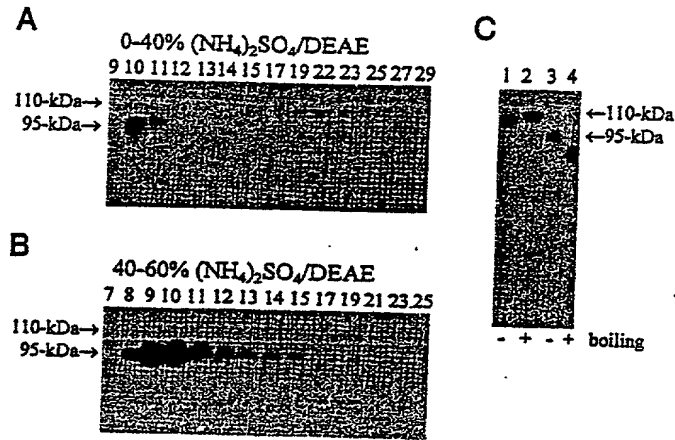 A
0-40% (NH₄)₂SO₄/DEAE
9 10 11 12 13 14 15 17 19 22 23 25 27 29
110-kDa→
95-kDa→
B
40-60% (NH₄)₂SO₄/DEAE
7 8 9 10 11 12 13 14 15 17 19 21 23 25
110-kDa→
95-kDa→
C
1 2 3 4
←110-kDa
←95-kDa
- + - + boiling